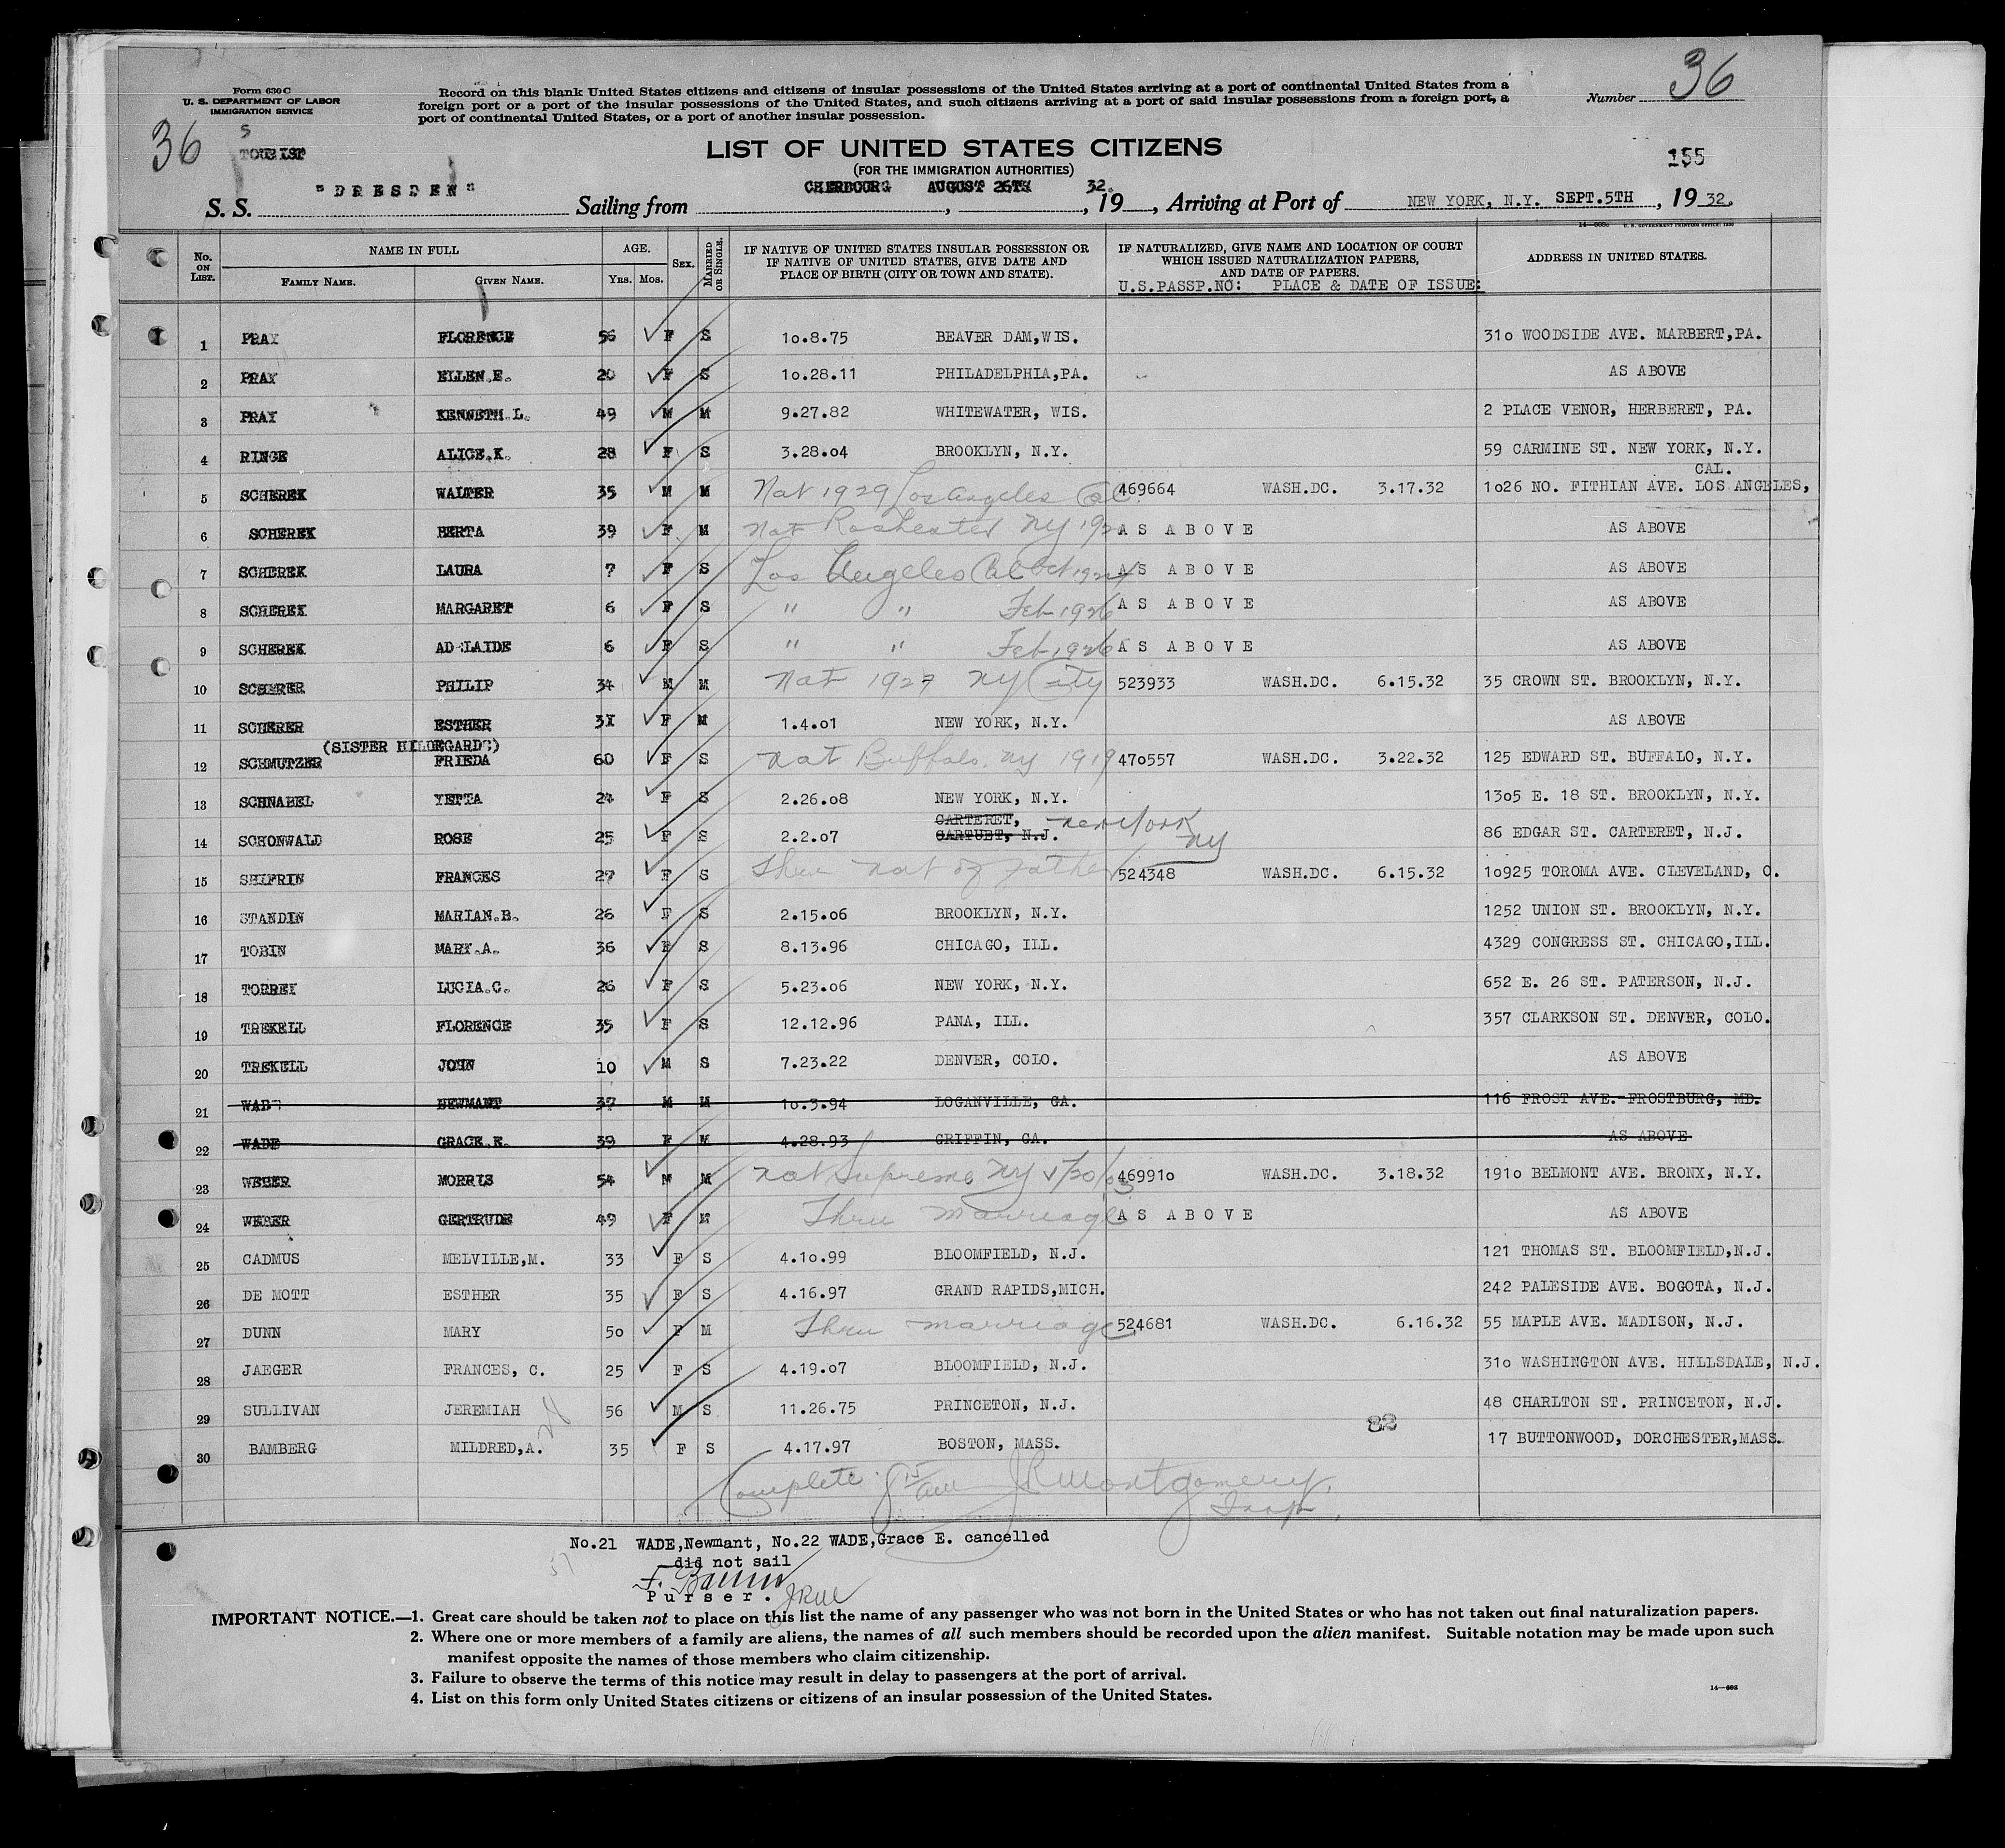 Form 630 C
U. S. DEPARTMENT OF LABOR
IMMIGRATION SERVICE
Record on this blank United States citizens and citizens of insular possessions of the United States arriving at a port of continental United States from a
foreign port or a port of the insular possessions of the United States, and such citizens arriving at a port of said insular possessions from a foreign port, a
port of continental United States, or a port of another insular possession.
Number 36
36
5
TOURIST
LIST OF UNITED STATES CITIZENS
(FOR THE IMMIGRATION AUTHORITIES)
155
S. S. "DRESDEN" Sailing from CHERBOURG, AUGUST 26TH, 19 32., Arriving at Port of NEW YORK, N.Y. SEPT.5TH, 19 32.
No. ON LIST. NAME IN FULL FAMILY NAME. GIVEN NAME. AGE. YRS. MOS. SEX. MARRIED OR SINGLE.
IF NATIVE OF UNITED STATES INSULAR POSSESSION OR IF NATIVE OF UNITED STATES, GIVE DATE AND PLACE OF BIRTH (CITY OR TOWN AND STATE).
IF NATURALIZED, GIVE NAME AND LOCATION OF COURT WHICH ISSUED NATURALIZATION PAPERS, AND DATE OF PAPERS.
U.S.PASSP.NO: PLACE & DATE OF ISSUE:
ADDRESS IN UNITED STATES.
1 PRAY FLORENCE 56 F S 10.8.75 BEAVER DAM,WIS. 310 WOODSIDE AVE. MARBERT,PA.
2 PRAY ELLEN.E. 20 F S 10.28.11 PHILADELPHIA,PA. AS ABOVE
3 PRAY KENNETH.L. 49 M M 9.27.82 WHITEWATER, WIS. 2 PLACE VENOR, HERBERET, PA.
4 RINGE ALICE.K. 28 F S 3.28.04 BROOKLYN, N.Y. 59 CARMINE ST. NEW YORK, N.Y.
CAL.
5 SCHEREK WALTER 35 M M Nat 1929 Los Angeles Cal 469664 WASH.DC. 3.17.32 1026 NO. FITHIAN AVE. LOS ANGELES,
6 SCHEREK BERTA 39 F M Nat Rochester NY AS ABOVE AS ABOVE
7 SCHEREK LAURA 7 F S Los Angeles Cal Oct AS ABOVE AS ABOVE
8 SCHEREK MARGARET 6 F S " " Feb 1926 AS ABOVE AS ABOVE
9 SCHEREK ADELAIDE 6 F S " " Feb 1926 AS ABOVE AS ABOVE
10 SCHERER PHILIP 34 M M Nat 1927 NY City 523933 WASH.DC. 6.15.32 35 CROWN ST. BROOKLYN, N.Y.
11 SCHERER ESTHER 31 F M 1.4.01 NEW YORK, N.Y. AS ABOVE
(SISTER HILDEGARDE)
12 SCHMUTZER FRIEDA 60 F S Nat Buffalo. NY 1919 470557 WASH.DC. 3.22.32 125 EDWARD ST. BUFFALO, N.Y.
13 SCHNABEL YETTA 24 F S 2.26.08 NEW YORK, N.Y. 1305 E. 18 ST. BROOKLYN, N.Y.
CARTERET, New York NY
14 SCHONWALD ROSE 25 F S 2.2.07 CARTUET, N.J. 86 EDGAR ST. CARTERET, N.J.
15 SHIFRIN FRANCES 27 F S Thru nat of father 524348 WASH.DC. 6.15.32 10925 TOROMA AVE. CLEVELAND, O.
16 STANDIN MARIAN.B. 26 F S 2.15.06 BROOKLYN, N.Y. 1252 UNION ST. BROOKLYN, N.Y.
17 TOBIN MARY.A. 36 F S 8.13.96 CHICAGO, ILL. 4329 CONGRESS ST. CHICAGO,ILL.
18 TORREY LUCIA.C. 26 F S 5.23.06 NEW YORK, N.Y. 652 E. 26 ST. PATERSON, N.J.
19 TREKELL FLORENCE 35 F S 12.12.96 PANA, ILL. 357 CLARKSON ST. DENVER, COLO.
20 TREKELL JOHN 10 M S 7.23.22 DENVER, COLO. AS ABOVE
21 WADE NEWMANT 37 M M 10.3.94 LOGANVILLE, GA. 116 FROST AVE. FROSTBURG, MD.
22 WADE GRACE.E. 39 F M 4.28.93 GRIFFIN, GA. AS ABOVE
23 WEBER MORRIS 54 M M Nat Supreme NY 469910 WASH.DC. 3.18.32 1910 BELMONT AVE. BRONX, N.Y.
24 WEBER GERTRUDE 49 F M Thru marriage AS ABOVE AS ABOVE
25 CADMUS MELVILLE,M. 33 F S 4.10.99 BLOOMFIELD, N.J. 121 THOMAS ST. BLOOMFIELD,N.J.
26 DE MOTT ESTHER 35 F S 4.16.97 GRAND RAPIDS,MICH. 242 PALESIDE AVE. BOGOTA, N.J.
27 DUNN MARY 50 F M Thru marriage 524681 WASH.DC. 6.16.32 55 MAPLE AVE. MADISON, N.J.
28 JAEGER FRANCES, C. 25 F S 4.19.07 BLOOMFIELD, N.J. 310 WASHINGTON AVE. HILLSDALE, N.J.
29 SULLIVAN JEREMIAH 56 M S 11.26.75 PRINCETON, N.J. 48 CHARLTON ST. PRINCETON, N.J.
82
30 BAMBERG MILDRED,A. 35 F S 4.17.97 BOSTON, MASS. 17 BUTTONWOOD, DORCHESTER,MASS.
28
Complete 8 15 am JRMontgomery,
Insp.
No.21 WADE,Newmant, No.22 WADE,Grace E. cancelled
did not sail
Purser. JRM
IMPORTANT NOTICE.—1. Great care should be taken not to place on this list the name of any passenger who was not born in the United States or who has not taken out final naturalization papers.
2. Where one or more members of a family are aliens, the names of all such members should be recorded upon the alien manifest. Suitable notation may be made upon such
manifest opposite the names of those members who claim citizenship.
3. Failure to observe the terms of this notice may result in delay to passengers at the port of arrival.
4. List on this form only United States citizens or citizens of an insular possession of the United States.